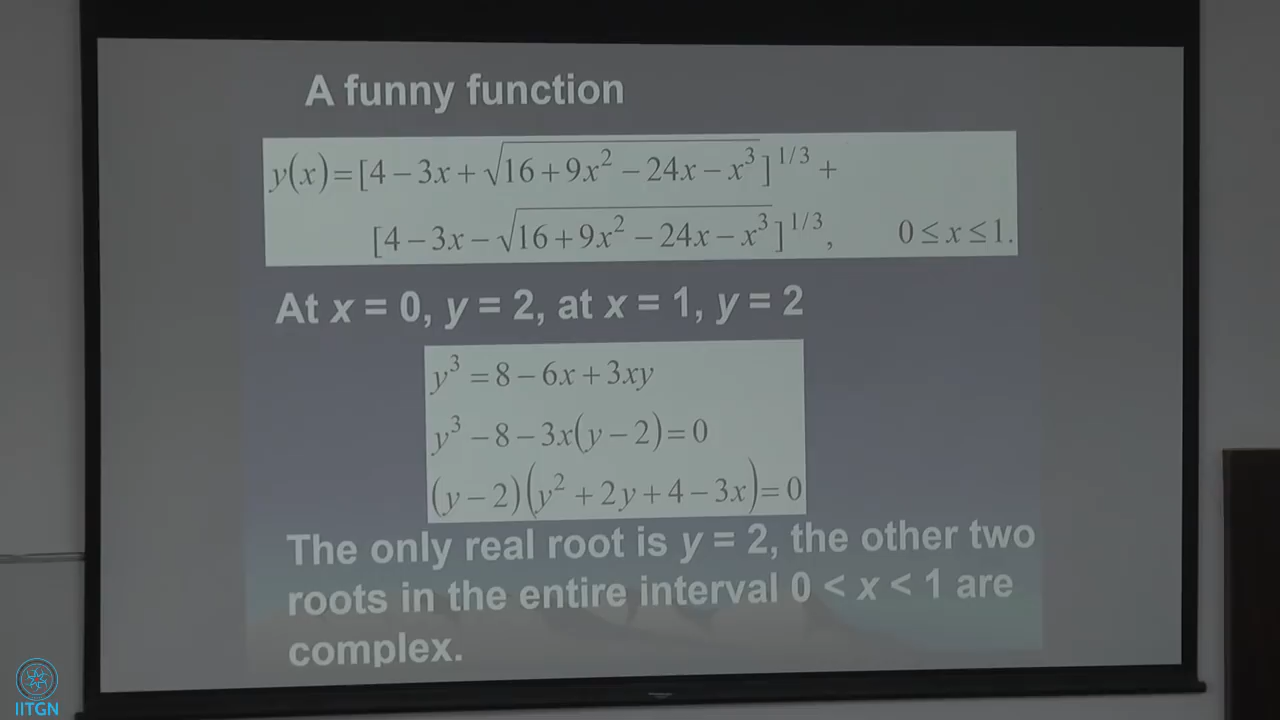 A funny function
y(x)=[4−3x+√(16+9x²−24x−x³)]^1/3 +
[4−3x−√(16+9x²−24x−x³)]^1/3, 0≤x≤1.
At x = 0, y = 2, at x = 1, y = 2
y³ =8−6x+3xy
y³ −8−3x(y−2)=0
(y−2)(y² +2y+4−3x)=0
The only real root is y = 2, the other two
roots in the entire interval 0 < x < 1 are
complex.
IITGN